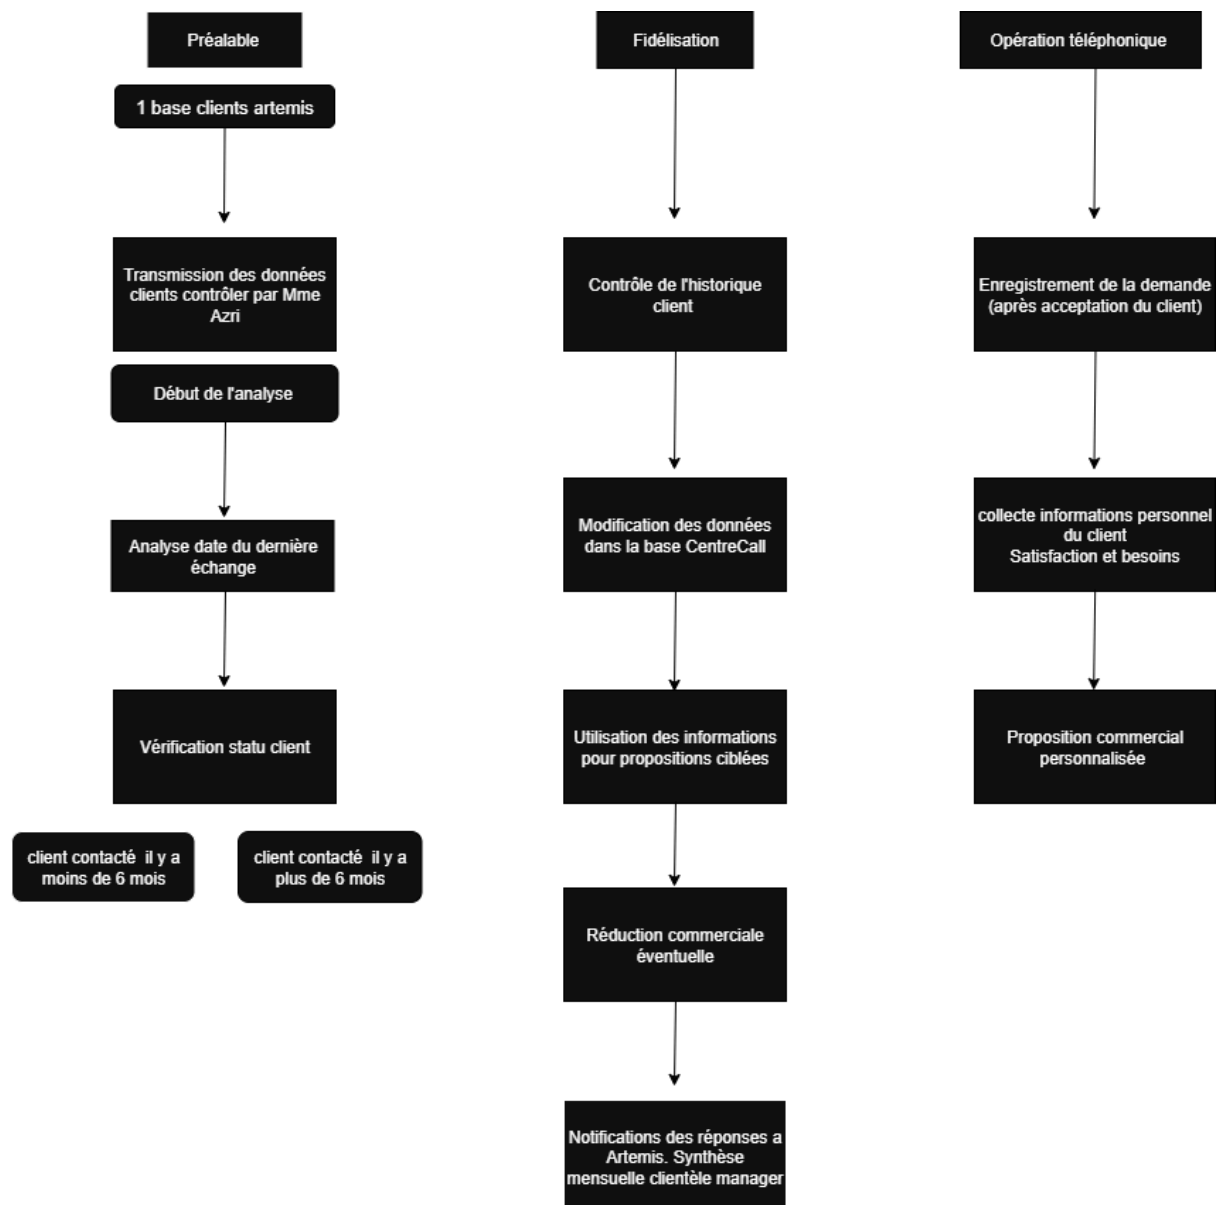 Préalable
1 base clients artemis
Transmission des données
clients contrôler par Mme
Azri
Début de l'analyse
Analyse date du dernière
échange
Vérification statu client
client contacté  il y a
moins de 6 mois
client contacté  il y a
plus de 6 mois
Fidélisation
Contrôle de l'historique
client
Modification des données
dans la base CentreCall
Utilisation des informations
pour propositions ciblées
Réduction commerciale
éventuelle
Notifications des réponses a
Artemis. Synthèse
mensuelle clientèle manager
Opération téléphonique
Enregistrement de la demande
(après acceptation du client)
collecte informations personnel
du client
Satisfaction et besoins
Proposition commercial
personnalisée